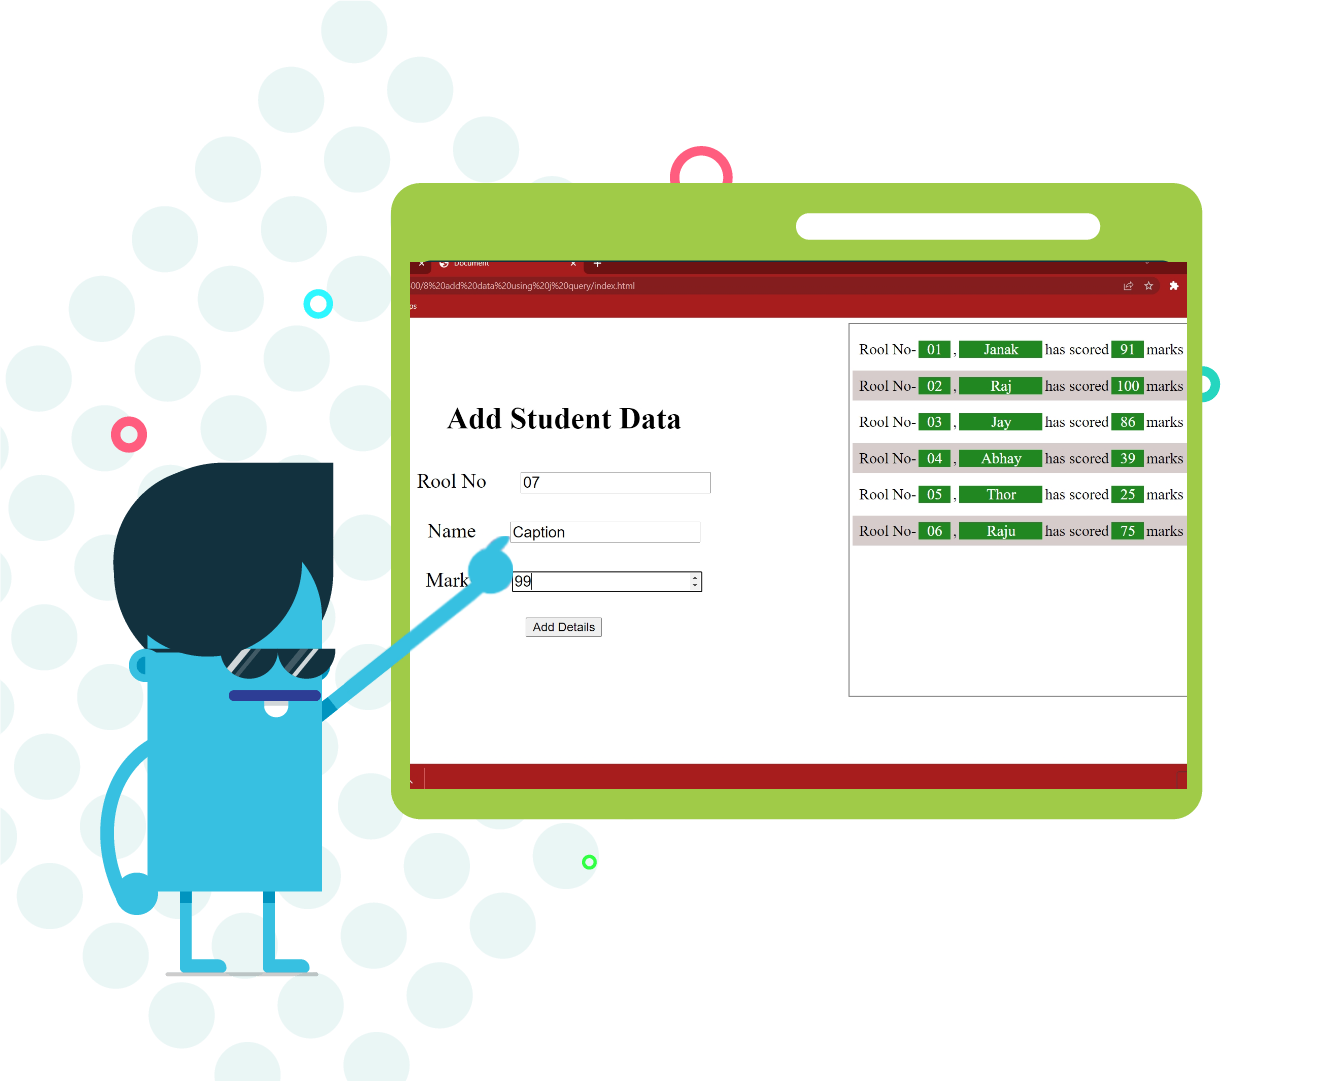 Document
00/8%20add%20data%20using%20j%20query/index.html
ps
Add Student Data
Rool No 07
Name Caption
Mark 99
Add Details
Rool No- 01 , Janak has scored 91 marks
Rool No- 02 , Raj has scored 100 marks
Rool No- 03 , Jay has scored 86 marks
Rool No- 04 , Abhay has scored 39 marks
Rool No- 05 , Thor has scored 25 marks
Rool No- 06 , Raju has scored 75 marks